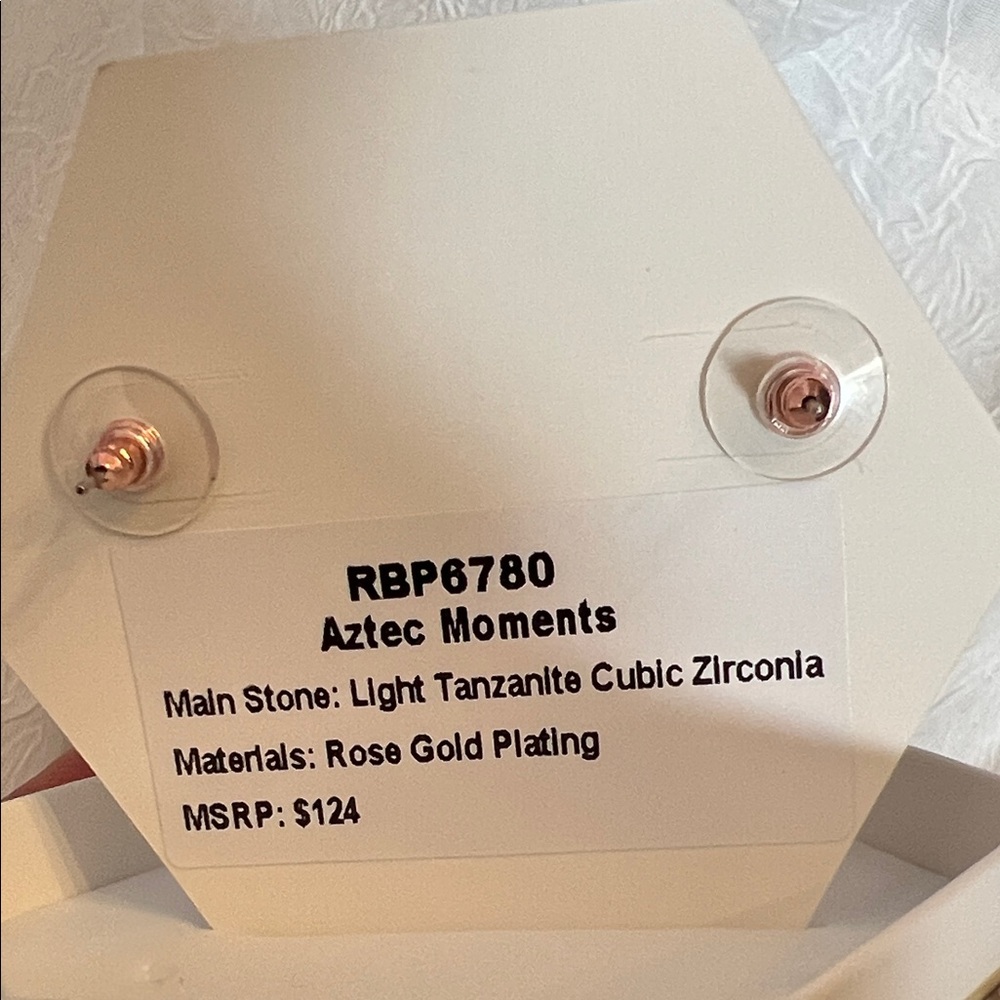 RBP6780
Aztec Moments
Main Stone: Light Tanzanite Cubic Zirconia
Materials: Rose Gold Plating
MSRP: $124